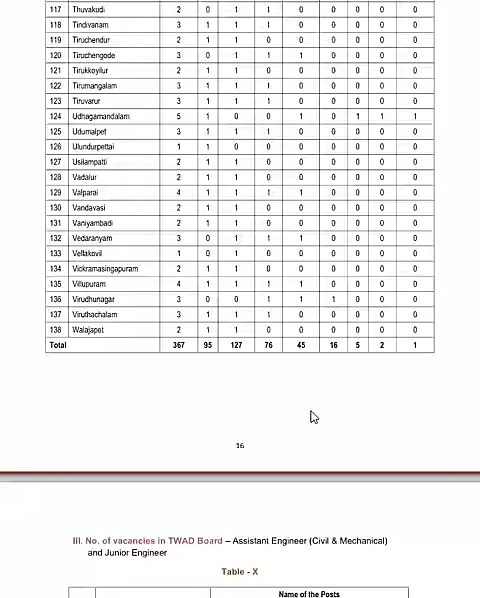 117 Thuvakudi 2 0 1 1 0 0 0 0 0
118 Tindivanam 3 1 1 1 0 0 0 0 0
119 Tiruchendur 2 1 1 0 0 0 0 0 0
120 Tiruchengode 3 0 1 1 1 0 0 0 0
121 Tirukkoyilur 2 1 1 0 0 0 0 0 0
122 Tirumangalam 3 1 1 1 0 0 0 0 0
123 Tiruvarur 3 1 1 1 0 0 0 0 0
124 Udhagamandalam 5 1 0 0 1 0 1 1 1
125 Udumalpet 3 1 1 1 0 0 0 0 0
126 Ulundurpettai 1 1 0 0 0 0 0 0 0
127 Usilampatti 2 1 1 0 0 0 0 0 0
128 Vadalur 2 1 1 0 0 0 0 0 0
129 Valparai 4 1 1 1 1 0 0 0 0
130 Vandavasi 2 1 1 0 0 0 0 0 0
131 Vaniyambadi 2 1 1 0 0 0 0 0 0
132 Vedaranyam 3 0 1 1 1 0 0 0 0
133 Vellakovil 1 0 1 0 0 0 0 0 0
134 Vickramasingapuram 2 1 1 0 0 0 0 0 0
135 Villupuram 4 1 1 1 1 0 0 0 0
136 Virudhunagar 3 0 0 1 1 1 0 0 0
137 Viruthachalam 3 1 1 1 0 0 0 0 0
138 Walajapet 2 1 1 0 0 0 0 0 0
Total 367 95 127 76 45 16 5 2 1
16
III. No. of vacancies in TWAD Board – Assistant Engineer (Civil & Mechanical)
and Junior Engineer
Table - X
Name of the Posts